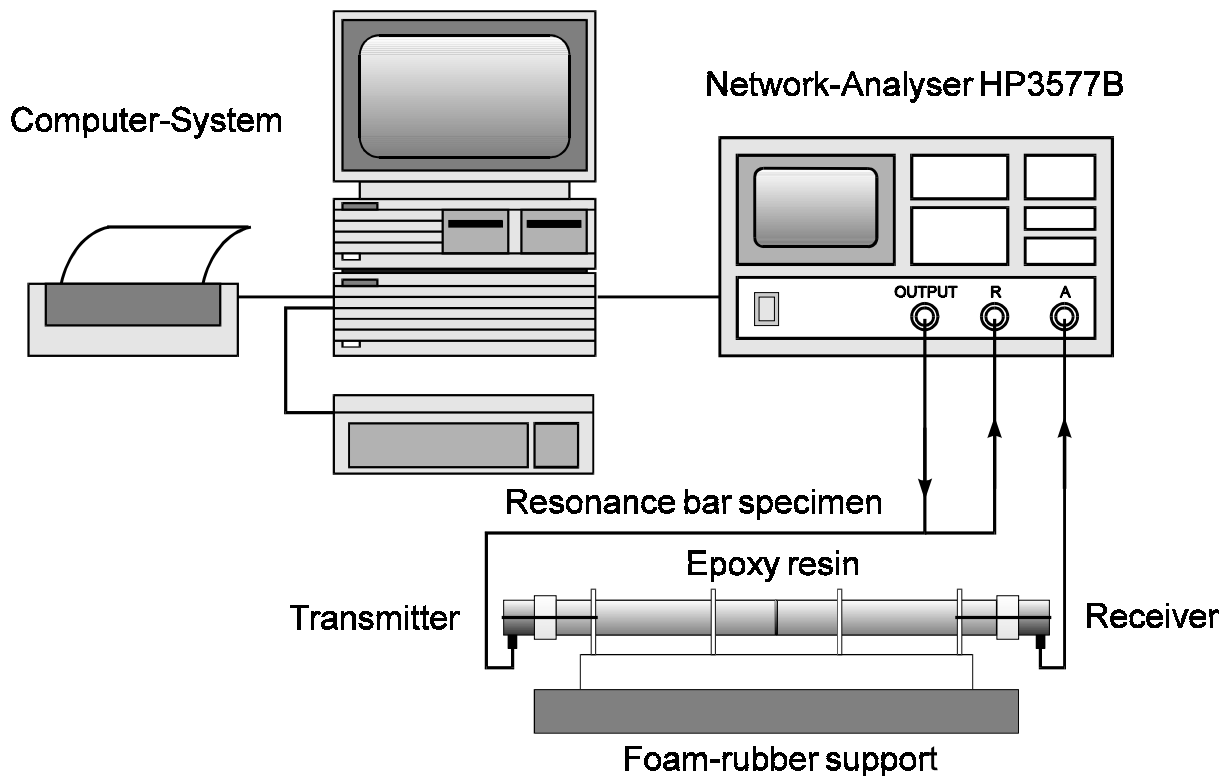 Network-Analyser HP3577B
Computer-System
OUTPUT R A
Resonance bar specimen
Epoxy resin
Transmitter
Receiver
Foam-rubber support